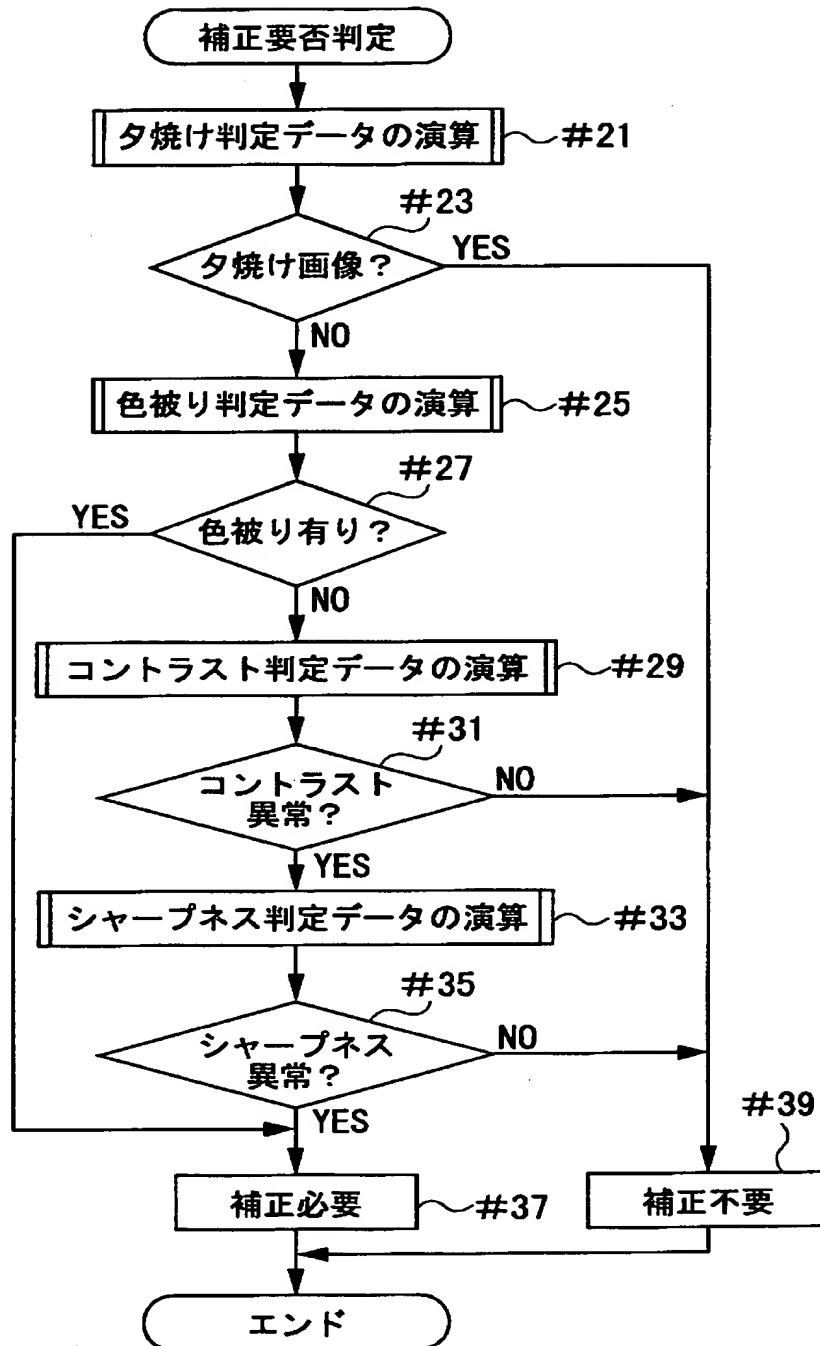 補正要否判定
夕焼け判定データの演算
#21
#23
夕焼け画像?
YES
NO
色被り判定データの演算
#25
#27
YES
色被り有り?
NO
コントラスト判定データの演算
#29
#31
コントラスト
異常?
NO
YES
シャープネス判定データの演算
#33
#35
シャープネス
異常?
NO
YES
#39
補正必要
#37
補正不要
エンド